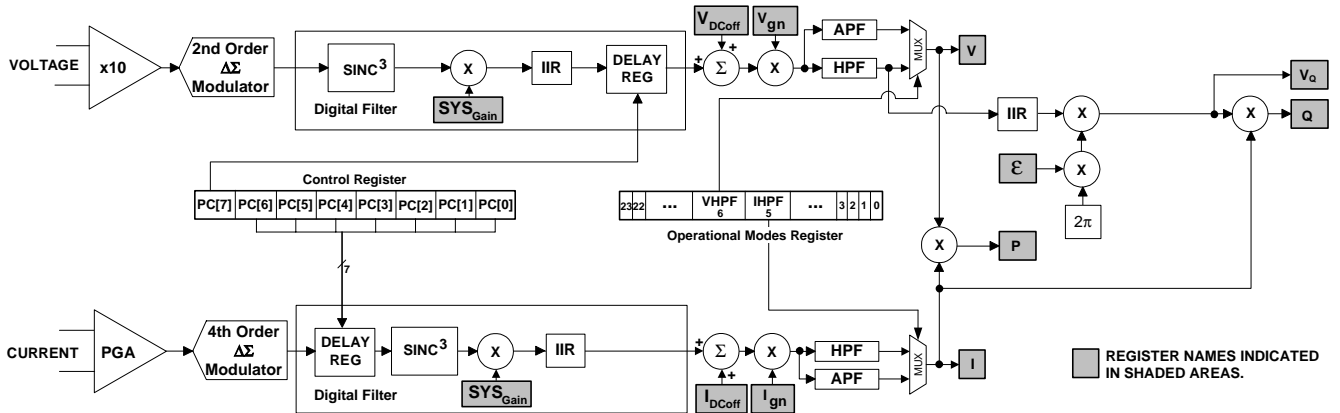 VOLTAGE
x10
2nd Order
ΔΣ
Modulator
SINC3
X
SYSGain
IIR
DELAY
REG
Digital Filter
VDCoff
+
+
Σ
Vgn
X
APF
HPF
MUX
V
IIR
X
VQ
X
Q
ε
X
2π
Control Register
PC[7] PC[6] PC[5] PC[4] PC[3] PC[2] PC[1] PC[0]
7
23 22 ... VHPF 6 IHPF 5 ... 3 2 1 0
Operational Modes Register
X
P
CURRENT
PGA
4th Order
ΔΣ
Modulator
DELAY
REG
SINC3
X
SYSGain
IIR
Digital Filter
+
+
Σ
IDCoff
X
Ign
HPF
APF
MUX
I
REGISTER NAMES INDICATED
IN SHADED AREAS.